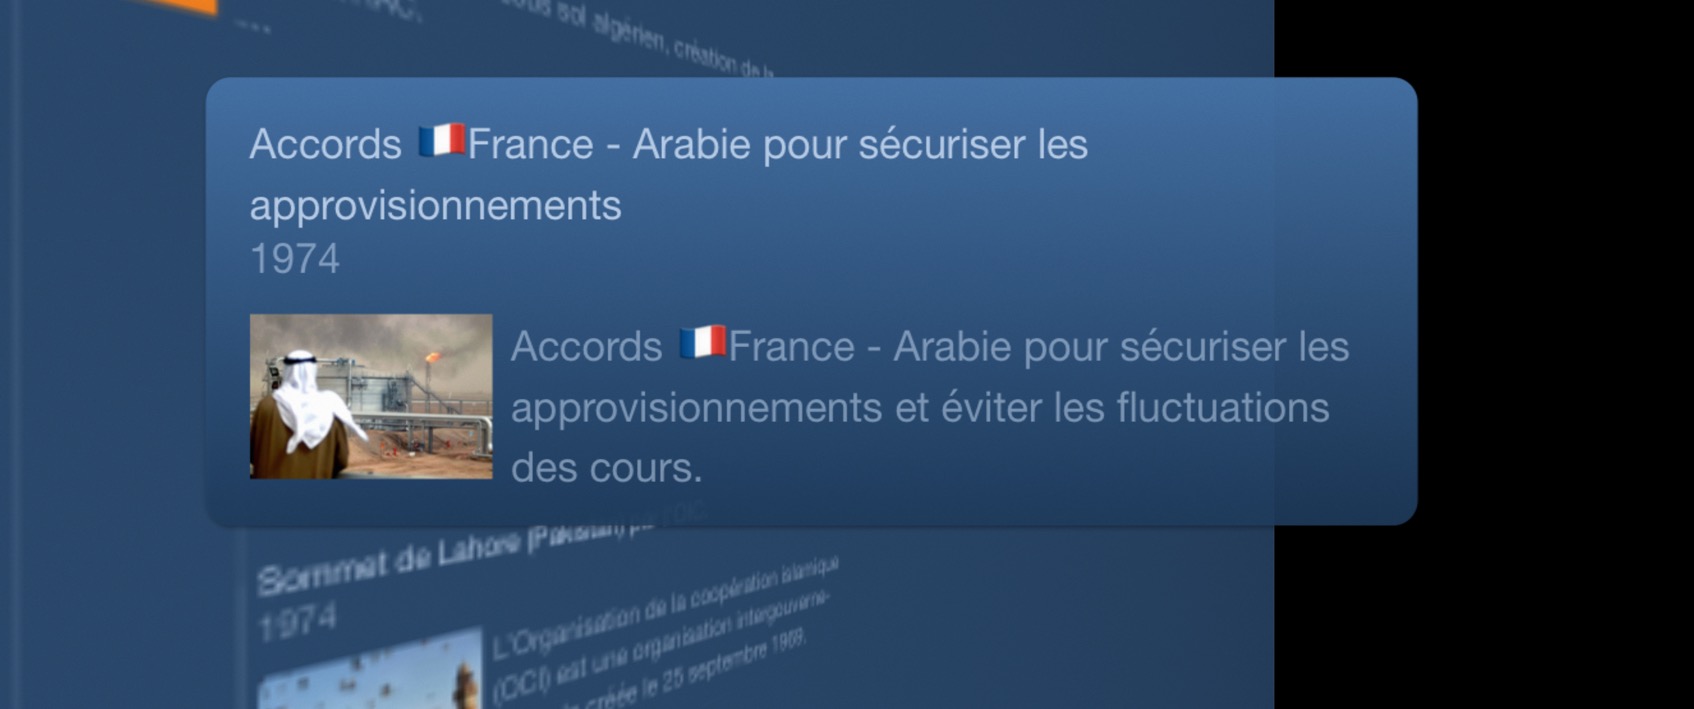 sol algérien, création de la
Accords 🇫🇷France - Arabie pour sécuriser les
approvisionnements
1974
Accords 🇫🇷France - Arabie pour sécuriser les
approvisionnements et éviter les fluctuations
des cours.
Sommet de Lahore (Pakistan) par l'OIC.
1974
L'Organisation de la coopération islamique
(OCI) est une organisation intergouverne-
créée le 25 septembre 1969.